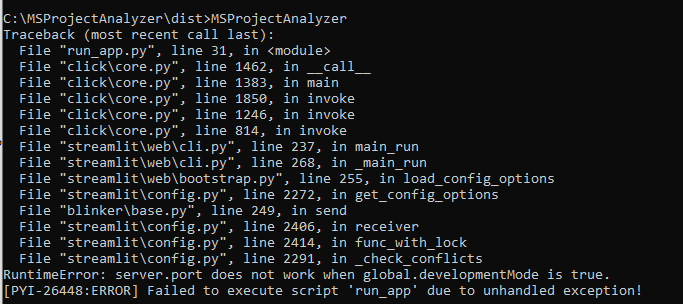 C:\MSProjectAnalyzer\dist>MSProjectAnalyzer
Traceback (most recent call last):
  File "run_app.py", line 31, in <module>
  File "click\core.py", line 1462, in __call__
  File "click\core.py", line 1383, in main
  File "click\core.py", line 1850, in invoke
  File "click\core.py", line 1246, in invoke
  File "click\core.py", line 814, in invoke
  File "streamlit\web\cli.py", line 237, in main_run
  File "streamlit\web\cli.py", line 268, in _main_run
  File "streamlit\web\bootstrap.py", line 255, in load_config_options
  File "streamlit\config.py", line 2272, in get_config_options
  File "blinker\base.py", line 249, in send
  File "streamlit\config.py", line 2406, in receiver
  File "streamlit\config.py", line 2414, in func_with_lock
  File "streamlit\config.py", line 2291, in _check_conflicts
RuntimeError: server.port does not work when global.developmentMode is true.
[PYI-26448:ERROR] Failed to execute script 'run_app' due to unhandled exception!